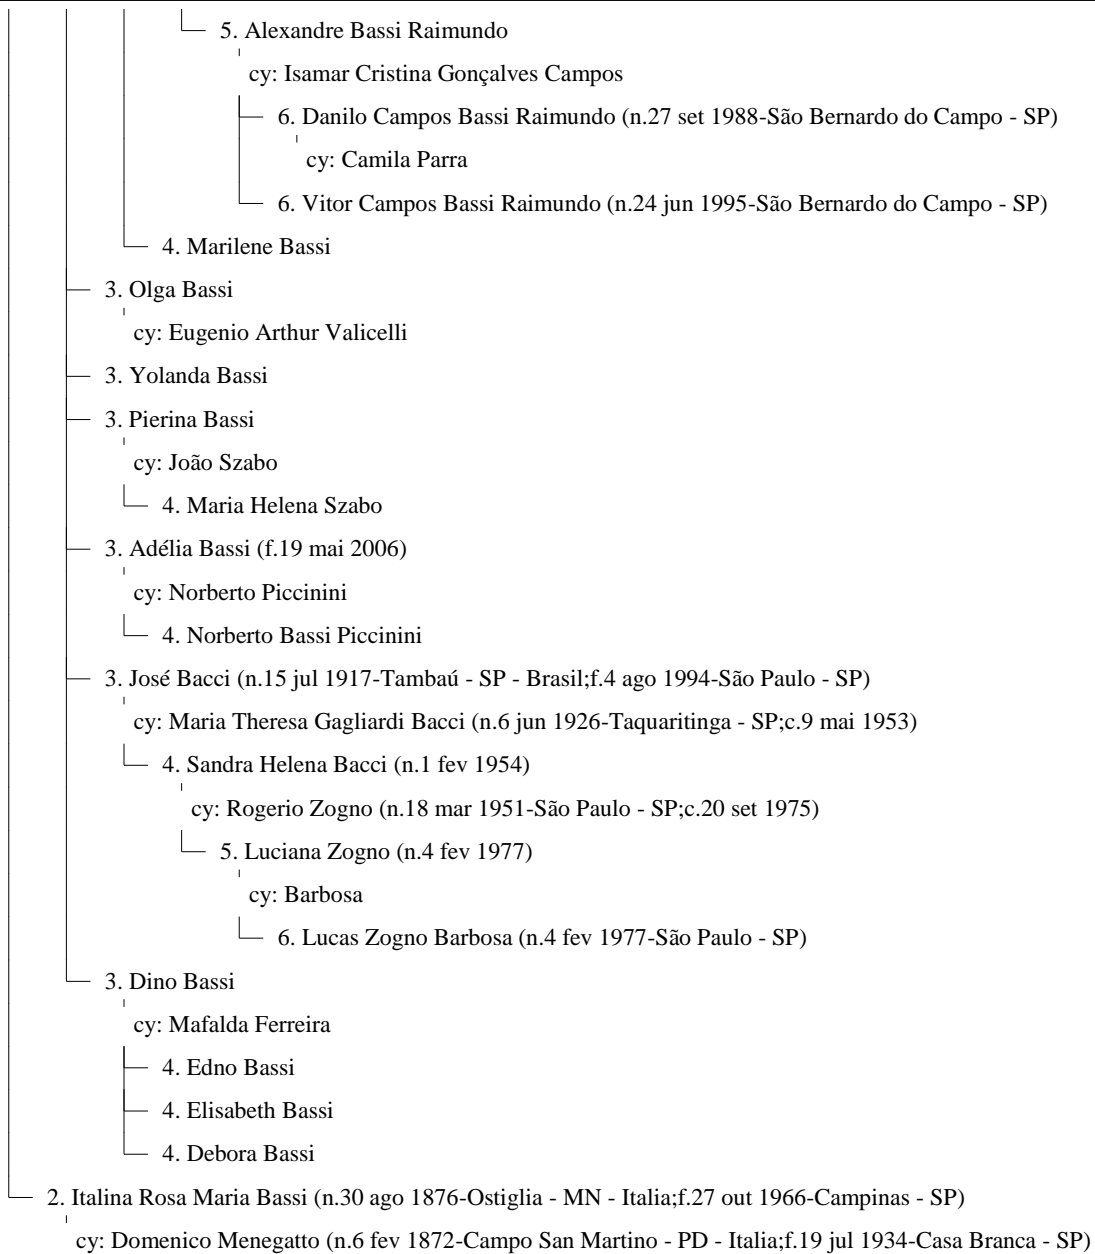 5. Alexandre Bassi Raimundo
cy: Isamar Cristina Gonçalves Campos
6. Danilo Campos Bassi Raimundo (n.27 set 1988-São Bernardo do Campo - SP)
cy: Camila Parra
6. Vitor Campos Bassi Raimundo (n.24 jun 1995-São Bernardo do Campo - SP)
4. Marilene Bassi
3. Olga Bassi
cy: Eugenio Arthur Valicelli
3. Yolanda Bassi
3. Pierina Bassi
cy: João Szabo
4. Maria Helena Szabo
3. Adélia Bassi (f.19 mai 2006)
cy: Norberto Piccinini
4. Norberto Bassi Piccinini
3. José Bacci (n.15 jul 1917-Tambaú - SP - Brasil;f.4 ago 1994-São Paulo - SP)
cy: Maria Theresa Gagliardi Bacci (n.6 jun 1926-Taquaritinga - SP;c.9 mai 1953)
4. Sandra Helena Bacci (n.1 fev 1954)
cy: Rogerio Zogno (n.18 mar 1951-São Paulo - SP;c.20 set 1975)
5. Luciana Zogno (n.4 fev 1977)
cy: Barbosa
6. Lucas Zogno Barbosa (n.4 fev 1977-São Paulo - SP)
3. Dino Bassi
cy: Mafalda Ferreira
4. Edno Bassi
4. Elisabeth Bassi
4. Debora Bassi
2. Italina Rosa Maria Bassi (n.30 ago 1876-Ostiglia - MN - Italia;f.27 out 1966-Campinas - SP)
cy: Domenico Menegatto (n.6 fev 1872-Campo San Martino - PD - Italia;f.19 jul 1934-Casa Branca - SP)